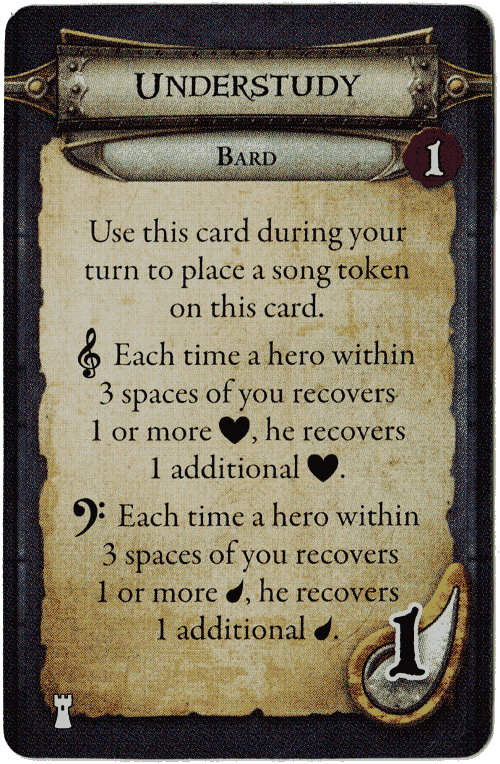 Understudy
Bard
1
Use this card during your
turn to place a song token
on this card.
Each time a hero within
3 spaces of you recovers
1 or more ♥, he recovers
1 additional ♥.
Each time a hero within
3 spaces of you recovers
1 or more , he recovers
1 additional .
1